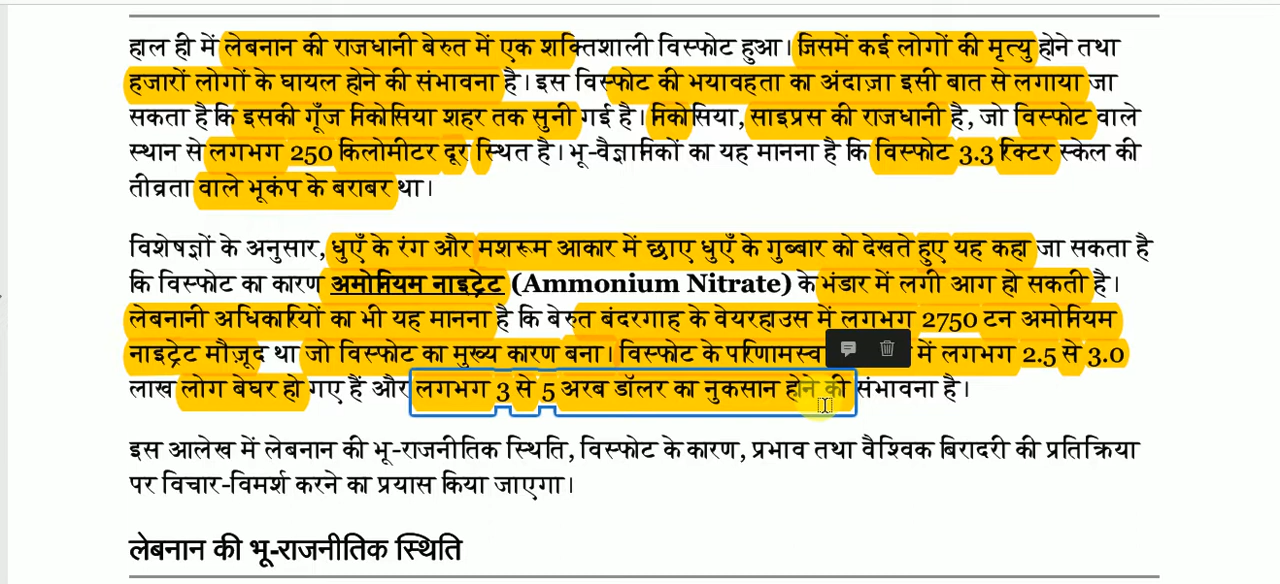 हाल ही में लेबनान की राजधानी बेरुत में एक शक्तिशाली विस्फोट हुआ। जिसमें कई लोगों की मृत्यु होने तथा
हजारों लोगों के घायल होने की संभावना है। इस विस्फोट की भयावहता का अंदाज़ा इसी बात से लगाया जा
सकता है कि इसकी गूँज निकोसिया शहर तक सुनी गई है। निकोसिया, साइप्रस की राजधानी है, जो विस्फोट वाले
स्थान से लगभग 250 किलोमीटर दूर स्थित है। भू-वैज्ञानिकों का यह मानना है कि विस्फोट 3.3 रिक्टर स्केल की
तीव्रता वाले भूकंप के बराबर था।
विशेषज्ञों के अनुसार, धुएँ के रंग और मशरूम आकार में छाए धुएँ के गुब्बार को देखते हुए यह कहा जा सकता है
कि विस्फोट का कारण अमोनियम नाइट्रेट (Ammonium Nitrate) के भंडार में लगी आग हो सकती है।
लेबनानी अधिकारियों का भी यह मानना है कि बेरुत बंदरगाह के वेयरहाउस में लगभग 2750 टन अमोनियम
नाइट्रेट मौज़ूद था जो विस्फोट का मुख्य कारण बना। विस्फोट के में लगभग 2.5 से 3.0
लाख लोग बेघर हो गए हैं और लगभग 3 से 5 अरब डॉलर का नुकसान होने की संभावना है।
इस आलेख में लेबनान की भू-राजनीतिक स्थिति, विस्फोट के कारण, प्रभाव तथा वैश्विक बिरादरी की प्रतिक्रिया
पर विचार-विमर्श करने का प्रयास किया जाएगा।
लेबनान की भू-राजनीतिक स्थिति